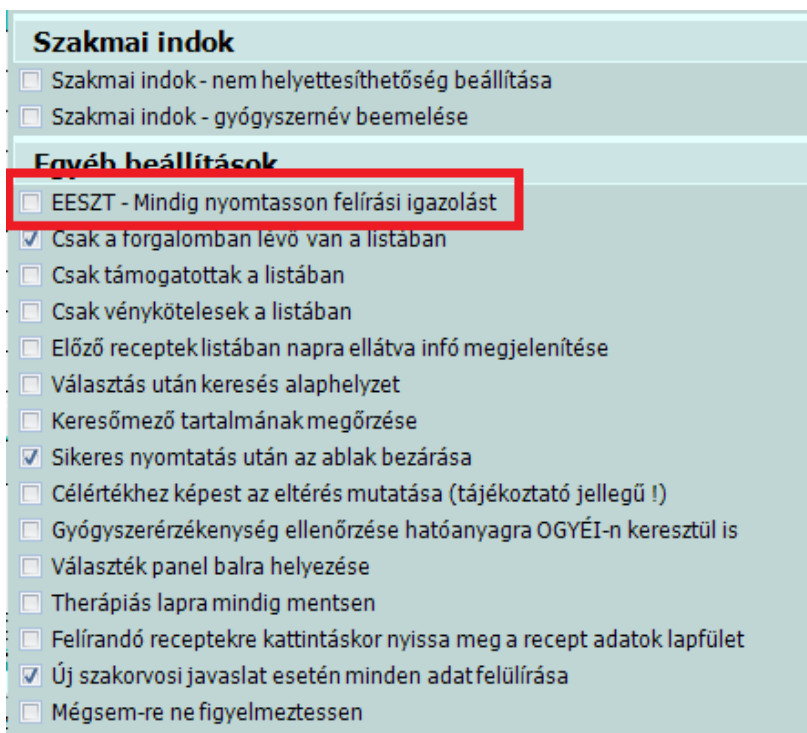 Szakmai indok
Szakmai indok - nem helyettesíthetőség beállítása
Szakmai indok - gyógyszernév beemelése
Egyéb beállítások
EESZT - Mindig nyomtasson felírási igazolást
Csak a forgalomban lévő van a listában
Csak támogatottak a listában
Csak vénykötelesek a listában
Előző receptek listában napra ellátva infó megjelenítése
Választás után keresés alaphelyzet
Keresőmező tartalmának megőrzése
Sikeres nyomtatás után az ablak bezárása
Célértékhez képest az eltérés mutatása (tájékoztató jellegű !)
Gyógyszerérzékenység ellenőrzése hatóanyagra OGYÉI-n keresztül is
Választék panel balra helyezése
Therápiás lapra mindig mentsen
Felírandó receptekre kattintáskor nyissa meg a recept adatok lapfület
Új szakorvosi javaslat esetén minden adat felülírása
Mégsem-re ne figyelmeztessen